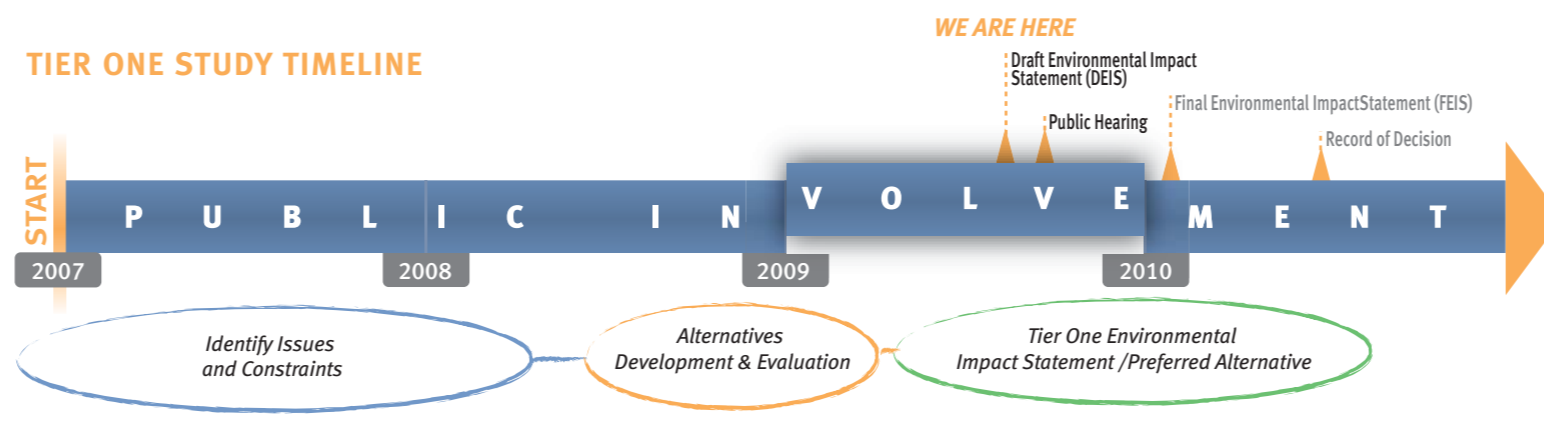 WE ARE HERE
TIER ONE STUDY TIMELINE
Draft Environmental Impact
Statement (DEIS)
Final Environmental ImpactStatement (FEIS)
Public Hearing
Record of Decision
START
PUBLIC INVOLVEMENT
2007
2008
2009
2010
Identify Issues
and Constraints
Alternatives
Development & Evaluation
Tier One Environmental
Impact Statement /Preferred Alternative